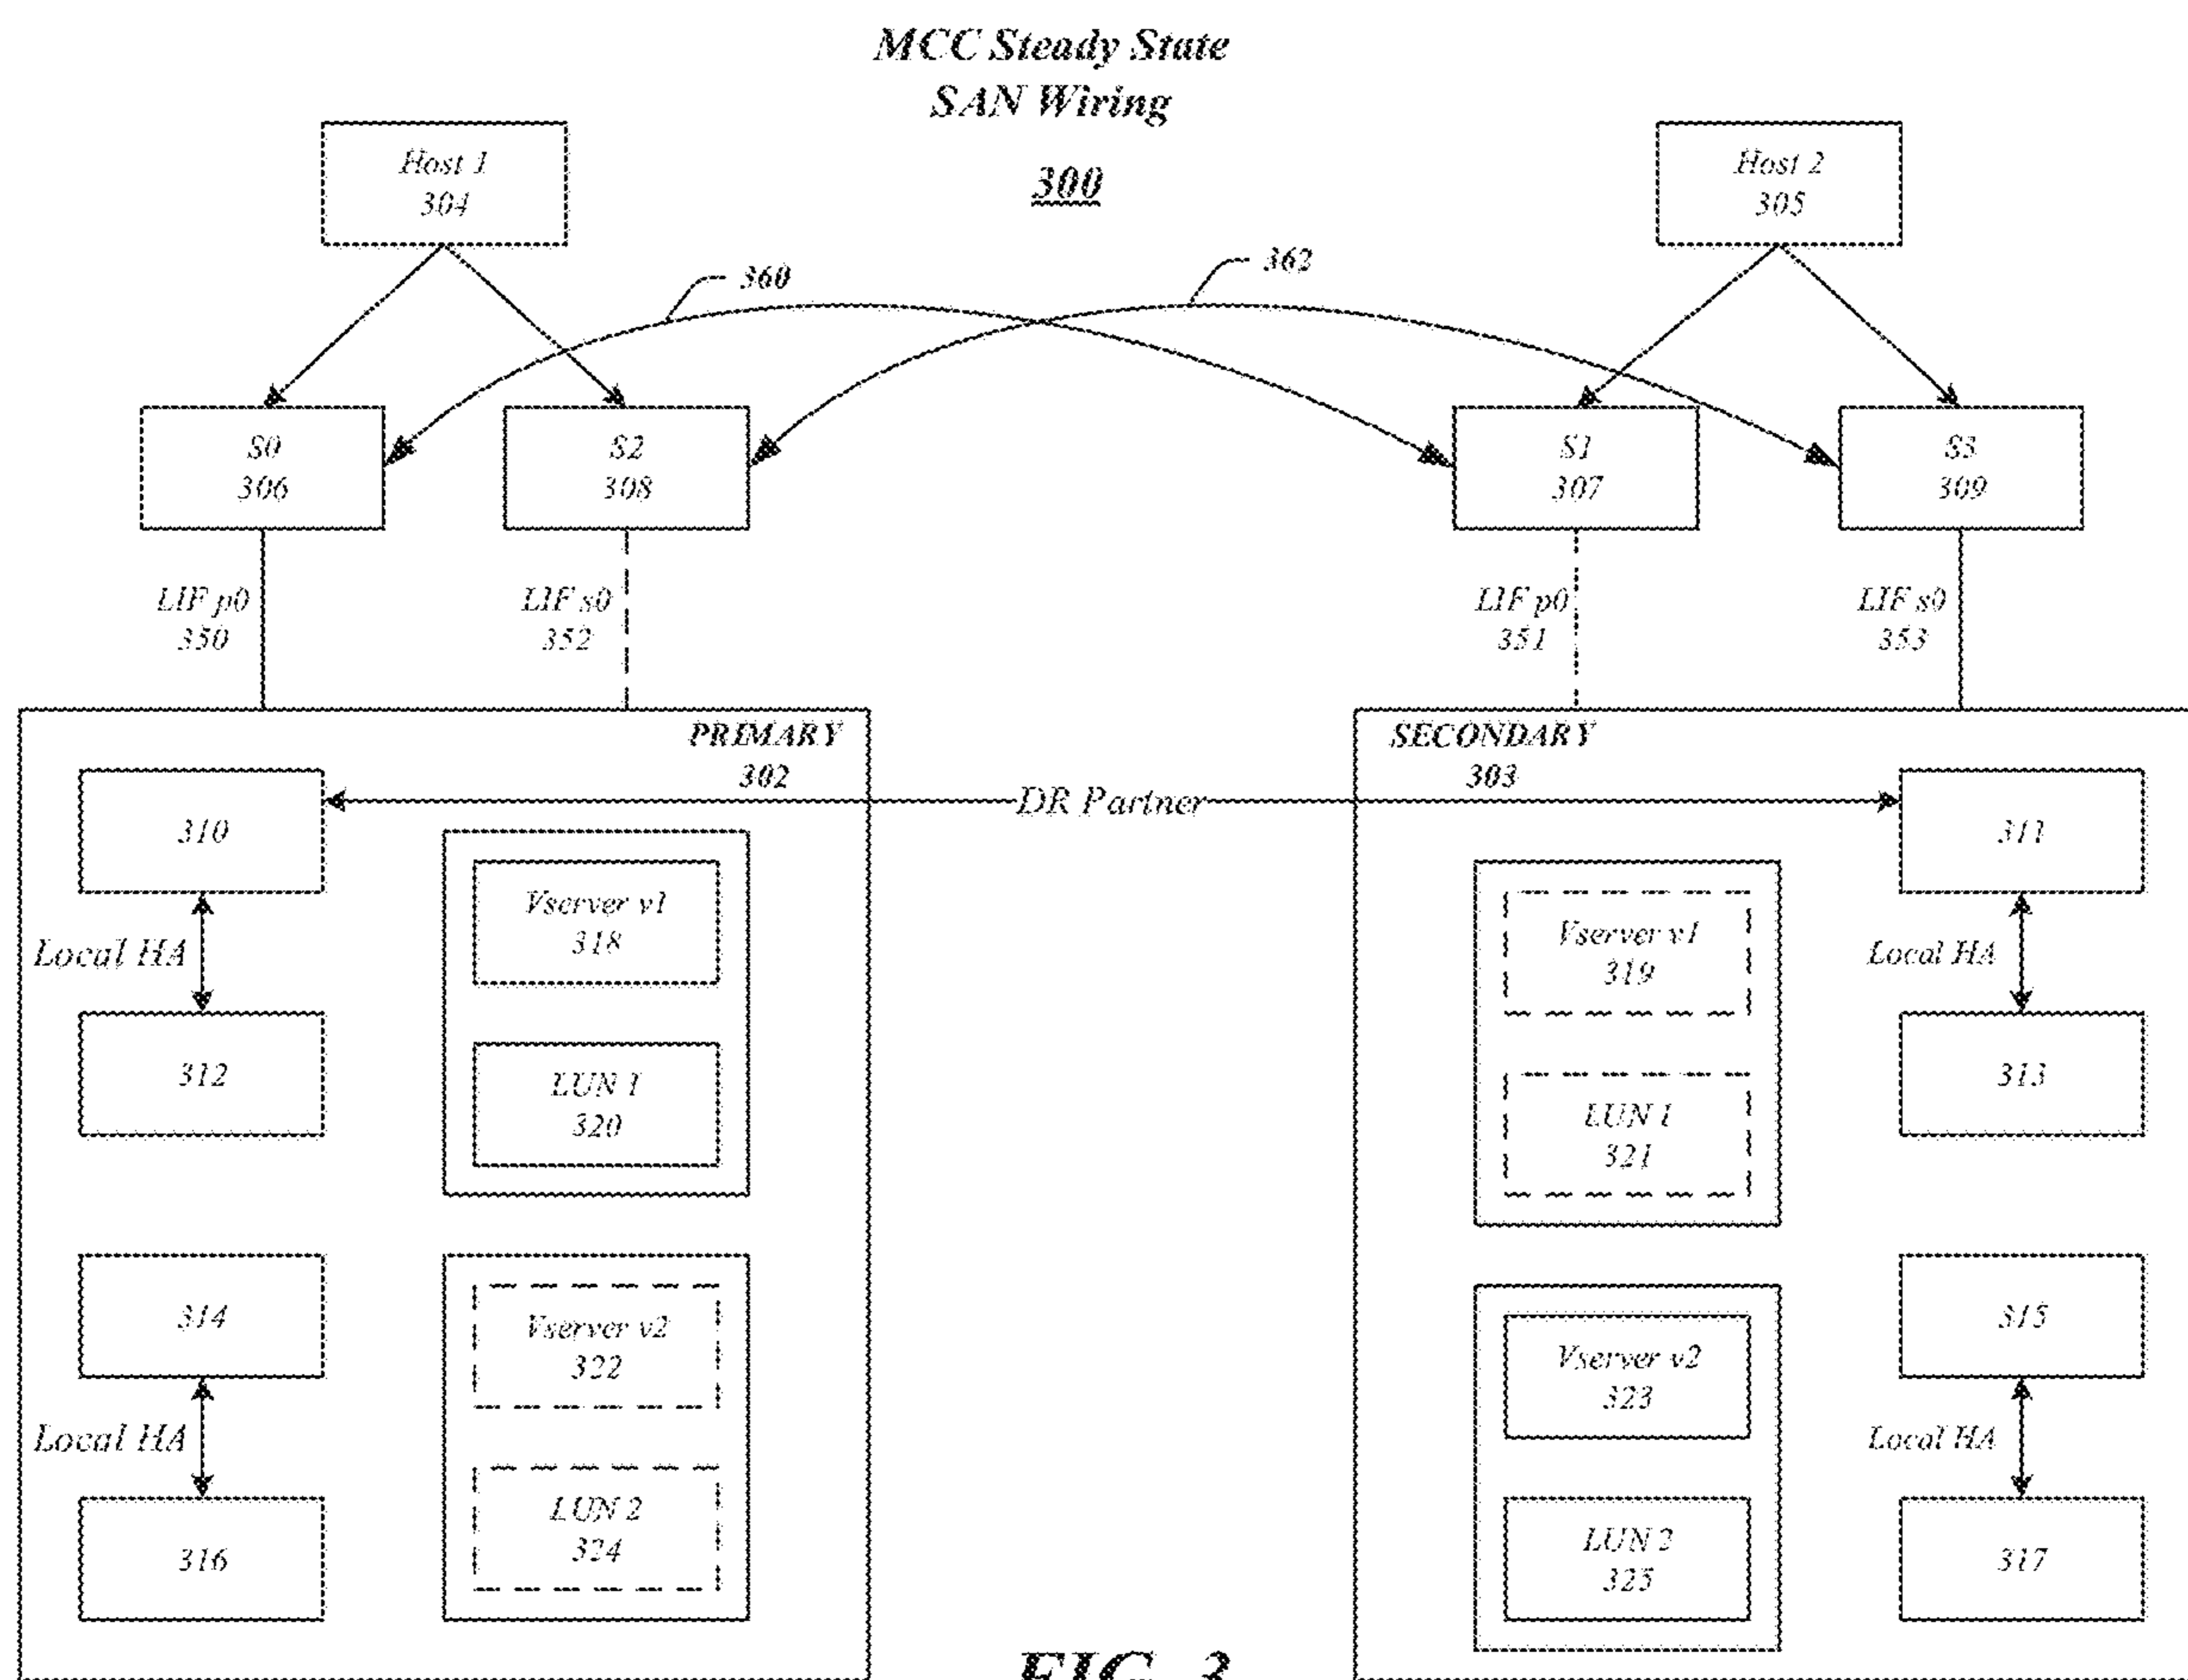 MCC Steady State
SAN Wiring
300
Host 1
304
Host 2
305
360
362
S0
306
S2
308
S1
307
S3
309
LIF p0
350
LIF s0
352
LIF p0
351
LIF s0
353
PRIMARY
302
SECONDARY
303
DR Partner
310
Local HA
312
314
Local HA
316
Vserver v1
318
LUN 1
320
Vserver v2
322
LUN 2
324
Vserver v1
319
LUN 1
321
Vserver v2
323
LUN 2
325
311
Local HA
313
315
Local HA
317
FIG. 3